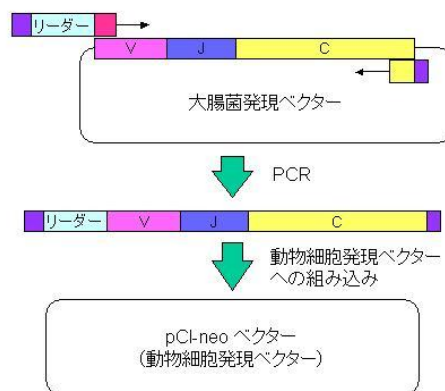 リーダー
V J C
大腸菌発現ベクター
PCR
リーダー V J C
動物細胞発現ベクター
への組み込み
pCI-neo ベクター
(動物細胞発現ベクター)